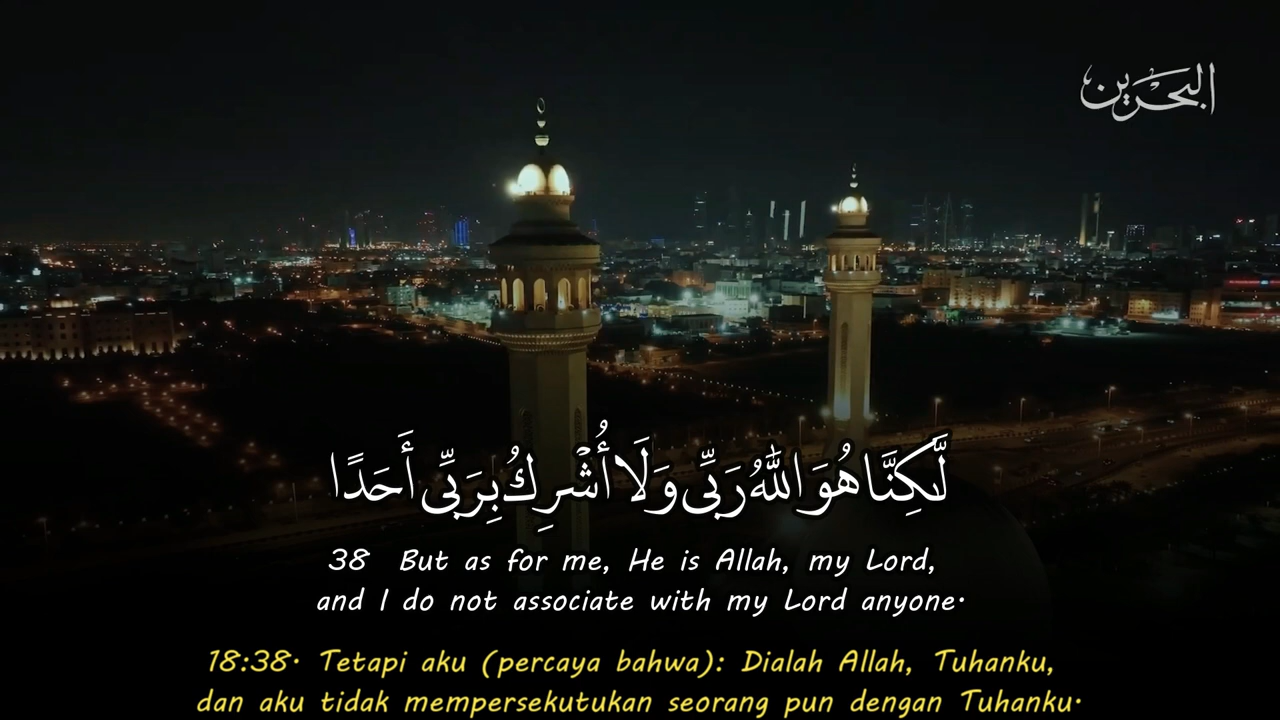 البحرين
لَّٰكِنَّا هُوَ اللَّهُ رَبِّي وَلَا أُشْرِكُ بِرَبِّي أَحَدًا
38 But as for me, He is Allah, my Lord,
and I do not associate with my Lord anyone.
18:38. Tetapi aku (percaya bahwa): Dialah Allah, Tuhanku,
dan aku tidak mempersekutukan seorang pun dengan Tuhanku.